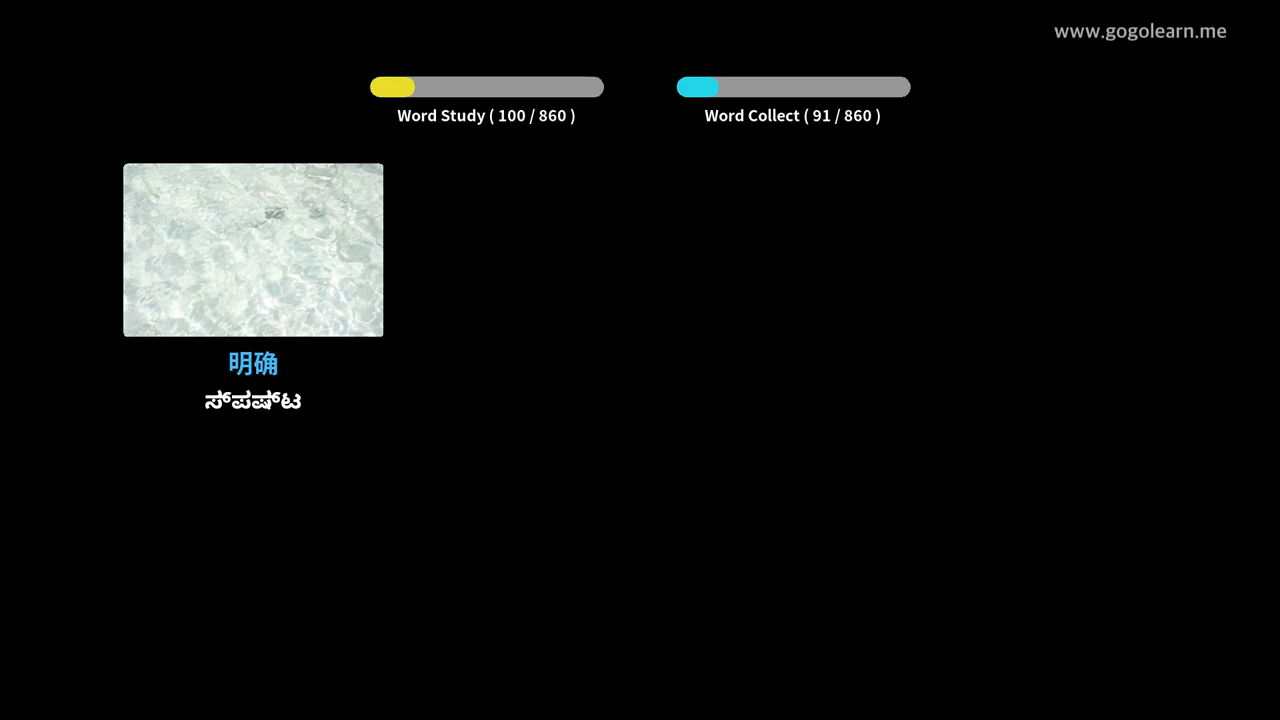 www.gogolearn.me
Word Study ( 100 / 860 )
Word Collect ( 91 / 860 )
明确
ಸ್‌ಪಷ್‌ಟ